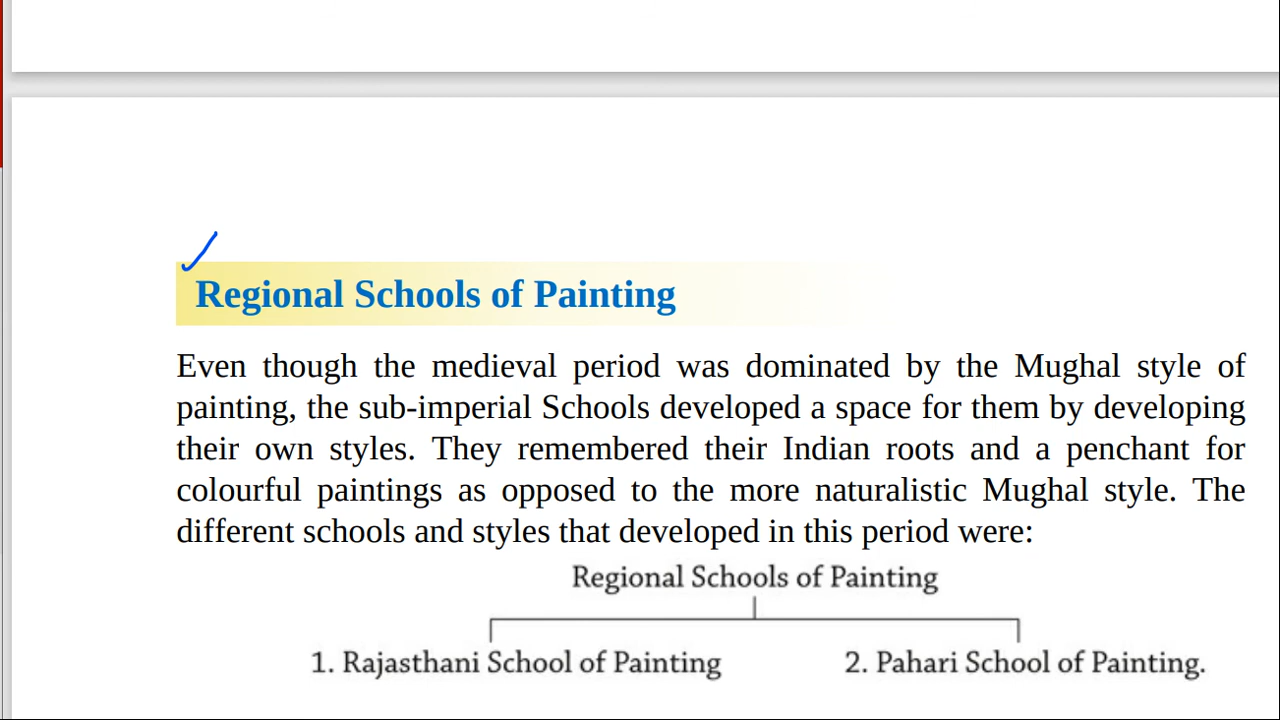 Regional Schools of Painting
Even though the medieval period was dominated by the Mughal style of
painting, the sub-imperial Schools developed a space for them by developing
their own styles. They remembered their Indian roots and a penchant for
colourful paintings as opposed to the more naturalistic Mughal style. The
different schools and styles that developed in this period were:
Regional Schools of Painting
1. Rajasthani School of Painting 2. Pahari School of Painting.